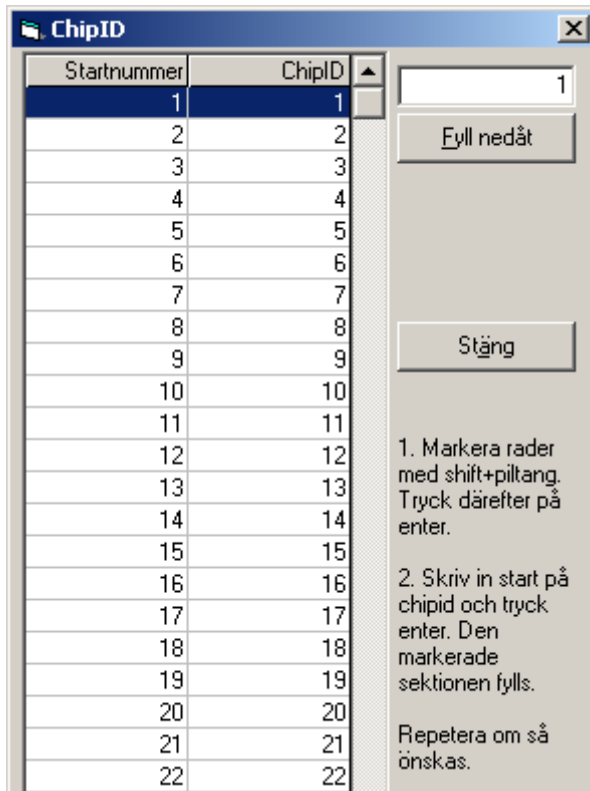 ChipID
Startnummer ChipID
1 1
2 2
3 3
4 4
5 5
6 6
7 7
8 8
9 9
10 10
11 11
12 12
13 13
14 14
15 15
16 16
17 17
18 18
19 19
20 20
21 21
22 22
1
Fyll nedåt
Stäng
1. Markera rader
med shift+piltang.
Tryck därefter på
enter.
2. Skriv in start på
chipid och tryck
enter. Den
markerade
sektionen fylls.
Repetera om så
önskas.